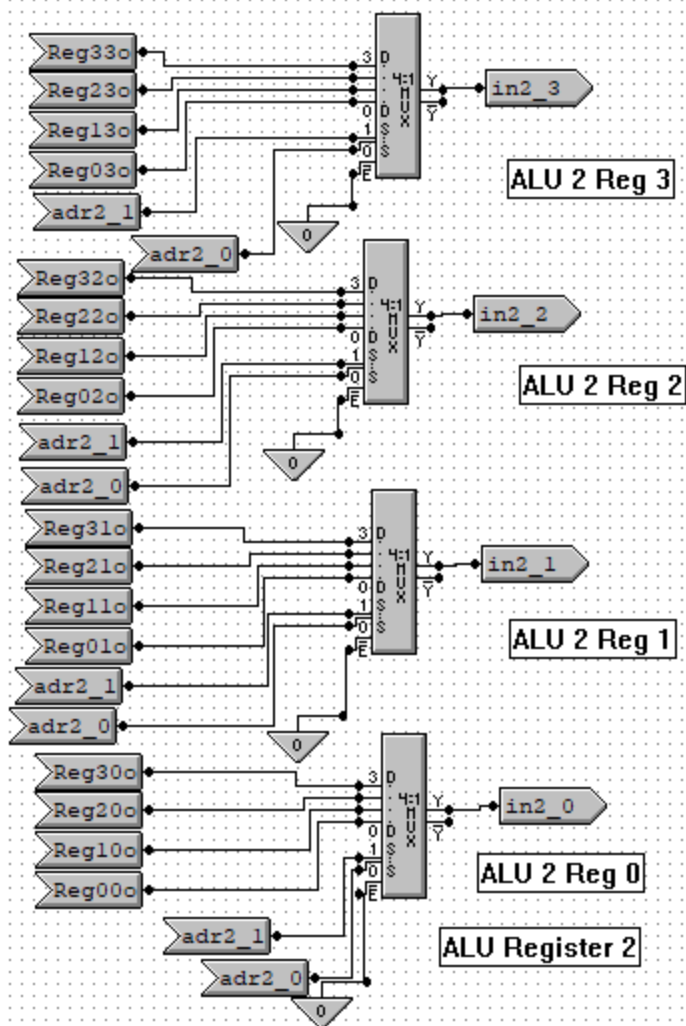 Reg33o
Reg23o
Reg13o
Reg03o
adr2_1
adr2_0
3 D
4:1
MUX
0 D
1 S
0 S
E
Y
Y
in2_3
0
ALU 2 Reg 3
Reg32o
Reg22o
Reg12o
Reg02o
adr2_1
adr2_0
3 D
4:1
MUX
0 D
1 S
0 S
E
Y
Y
in2_2
0
ALU 2 Reg 2
Reg31o
Reg21o
Reg11o
Reg01o
adr2_1
adr2_0
3 D
4:1
MUX
0 D
1 S
0 S
E
Y
Y
in2_1
0
ALU 2 Reg 1
Reg30o
Reg20o
Reg10o
Reg00o
adr2_1
adr2_0
3 D
4:1
MUX
0 D
1 S
0 S
E
Y
Y
in2_0
0
ALU 2 Reg 0
ALU Register 2